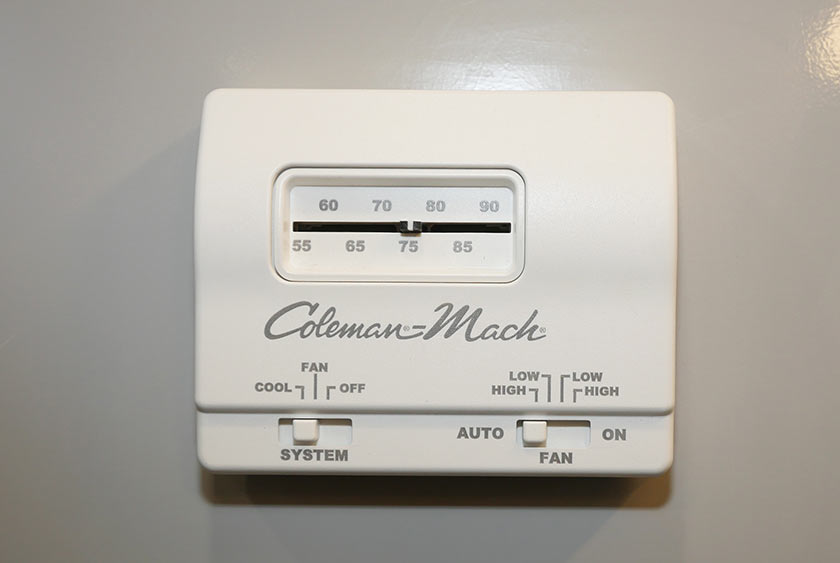 60 70 80 90
55 65 75 85
Coleman®-Mach®
FAN
COOL OFF
LOW LOW
HIGH HIGH
AUTO ON
SYSTEM FAN